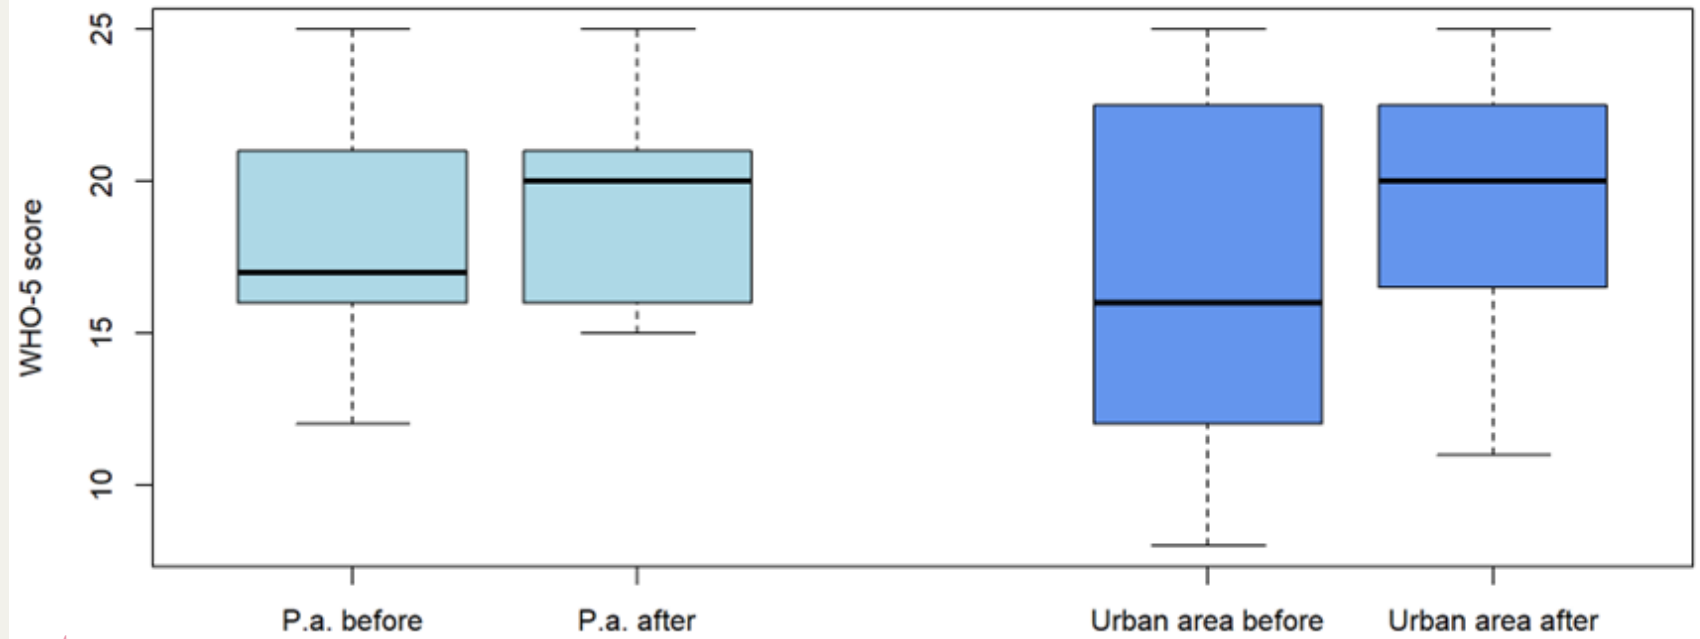 WHO-5 score
25
20
15
10
P.a. before
P.a. after
Urban area before
Urban area after